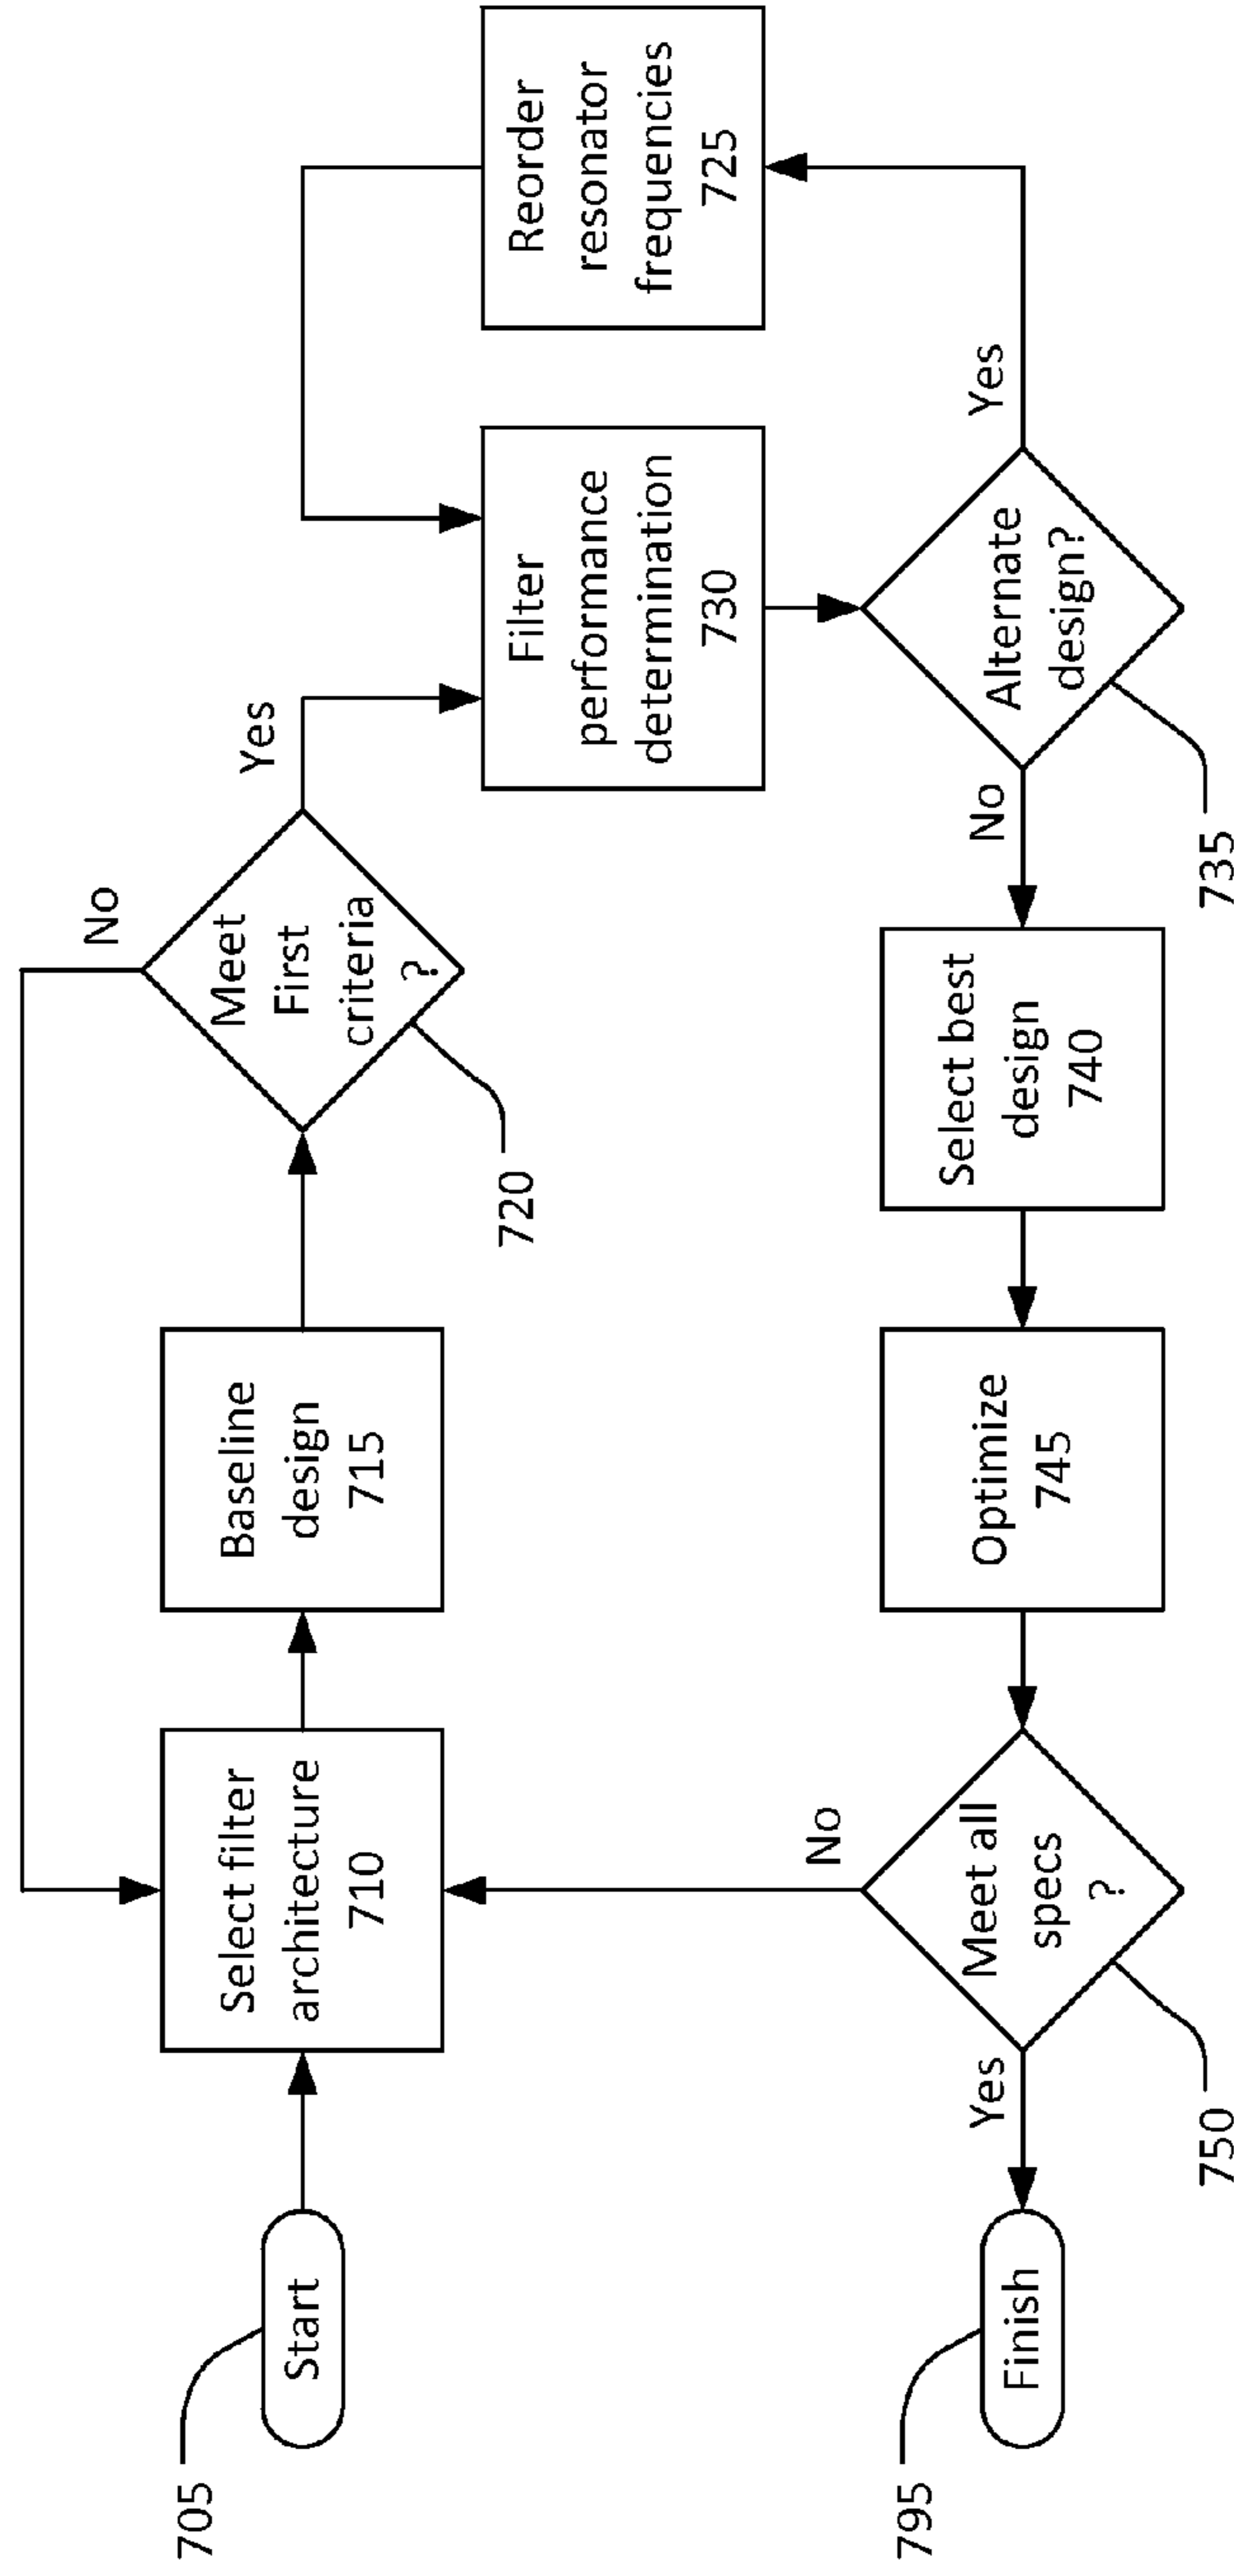 705
Start
Select filter
architecture
710
Baseline
design
715
No
Meet
First
criteria
?
720
Yes
Filter
performance
determination
730
Reorder
resonator
frequencies
725
Yes
Alternate
design?
735
No
Select best
design
740
Optimize
745
No
Meet all
specs
?
750
Yes
Finish
795